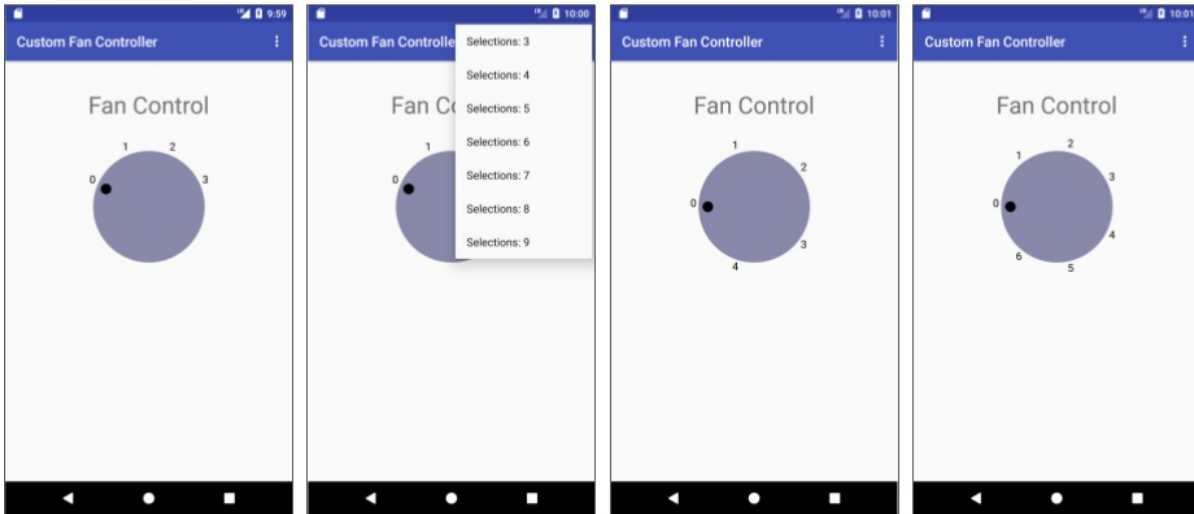 9:59
Custom Fan Controller
Fan Control
1 2
0 3
10:00
Custom Fan Controlle
Selections: 3
Selections: 4
Fan Co
Selections: 5
Selections: 6
1
Selections: 7
0
Selections: 8
Selections: 9
10:01
Custom Fan Controller
Fan Control
1
2
0
3
4
10:01
Custom Fan Controller
Fan Control
2
1
3
0
4
6
5